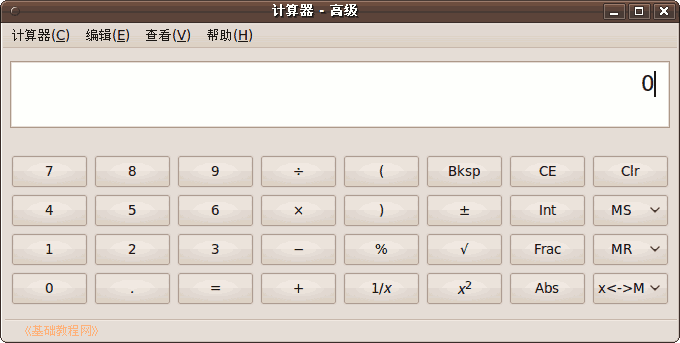 计算器 - 高级
计算器(C) 编辑(E) 查看(V) 帮助(H)
0
7 8 9 ÷ ( Bksp CE Clr
4 5 6 × ) ± Int MS
1 2 3 − % √ Frac MR
0 . = + 1/x x² Abs x<->M
《基础教程网》